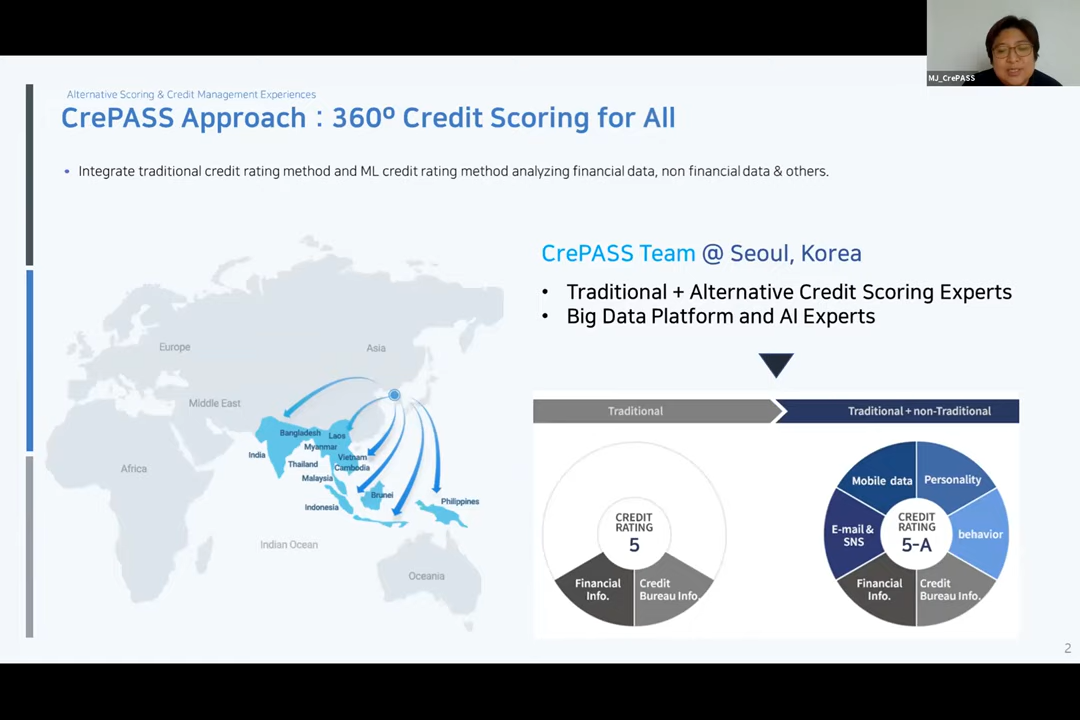 MJ_CrePASS
Alternative Scoring & Credit Management Experiences
CrePASS Approach : 360º Credit Scoring for All
• Integrate traditional credit rating method and ML credit rating method analyzing financial data, non financial data & others.
Europe
Asia
Middle East
Africa
Bangladesh
Laos
Myanmar
India
Vietnam
Thailand
Cambodia
Malaysia
Brunei
Indonesia
Philippines
Indian Ocean
Oceania
CrePASS Team @ Seoul, Korea
• Traditional + Alternative Credit Scoring Experts
• Big Data Platform and AI Experts
Traditional
Traditional + non-Traditional
CREDIT
RATING
5
Financial
Info.
Credit
Bureau Info.
Mobile data
Personality
E-mail &
SNS
CREDIT
RATING
5-A
behavior
Financial
Info.
Credit
Bureau Info.
2